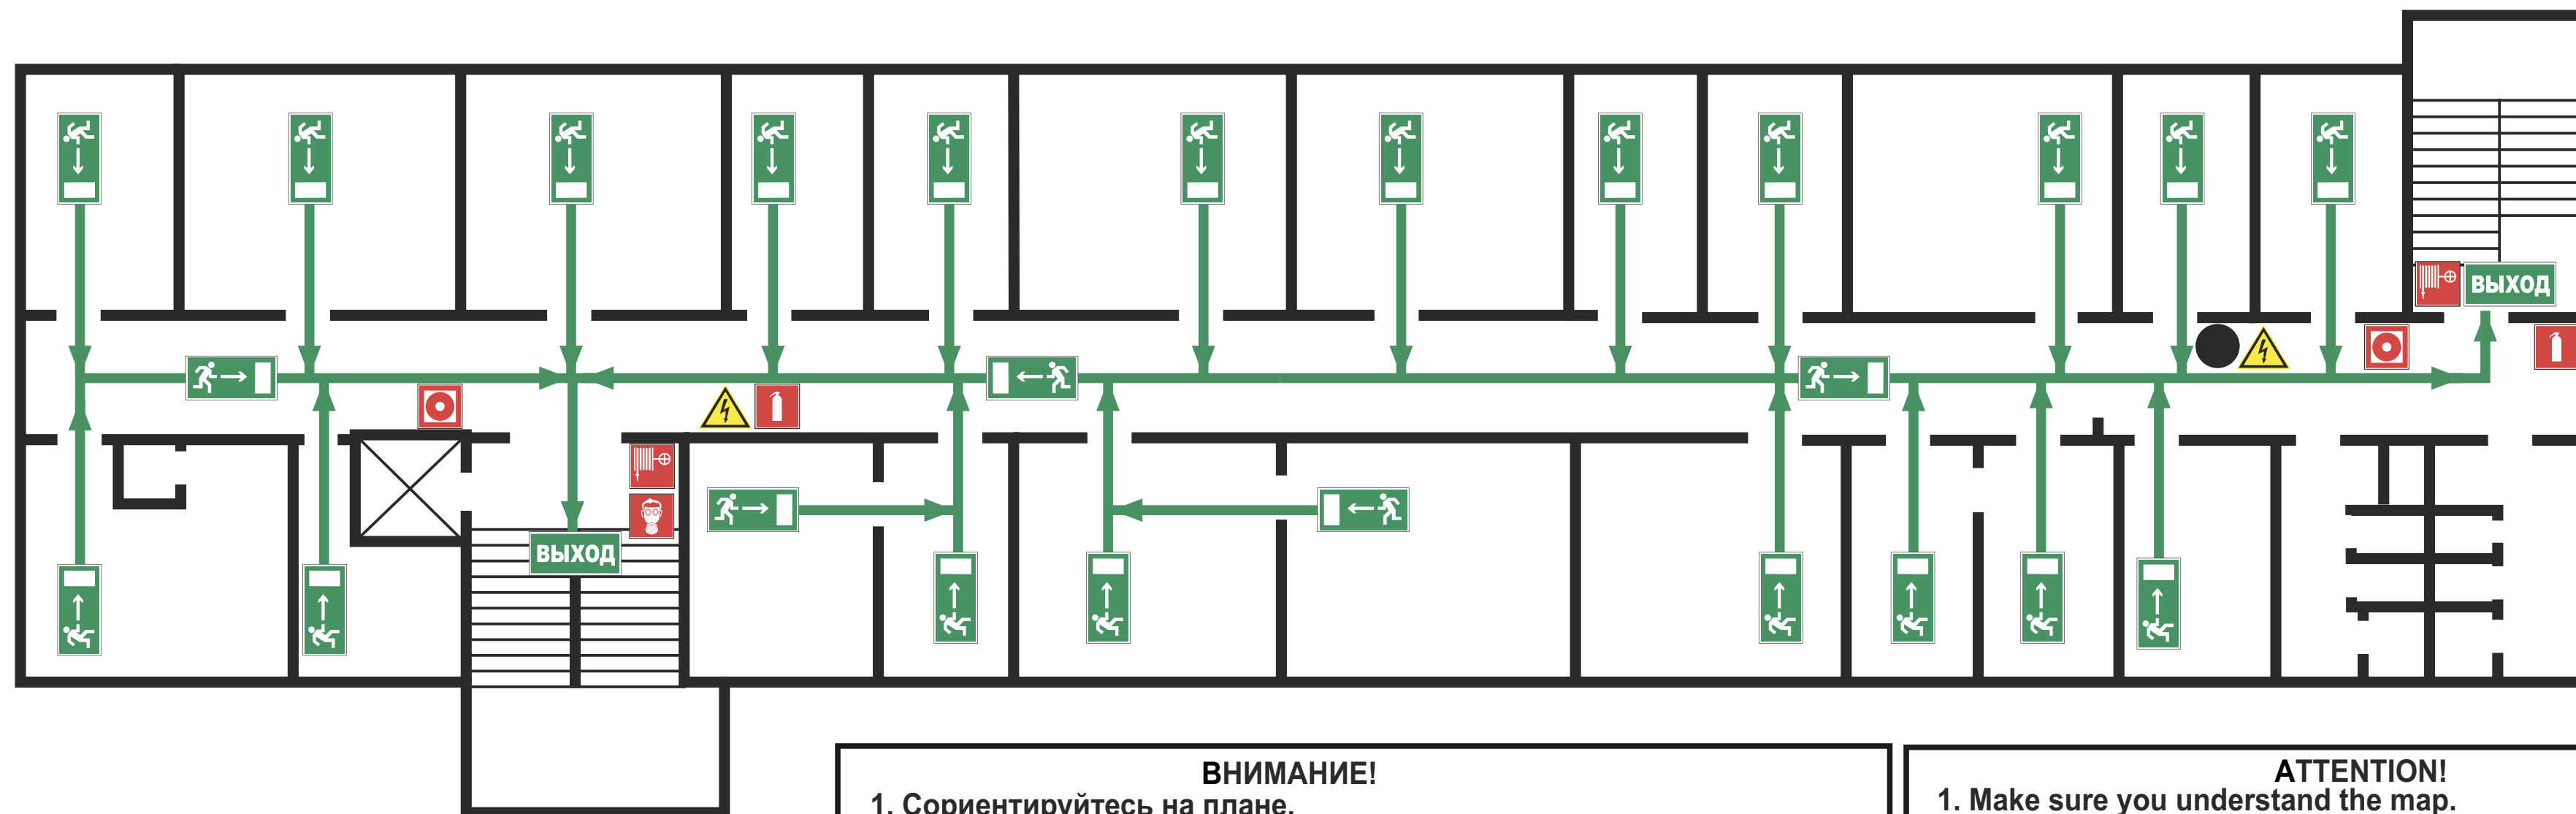 ВЫХОД
ВЫХОД
ВНИМАНИЕ!
1. Сориентируйтесь на плане.
ATTENTION!
1. Make sure you understand the map.